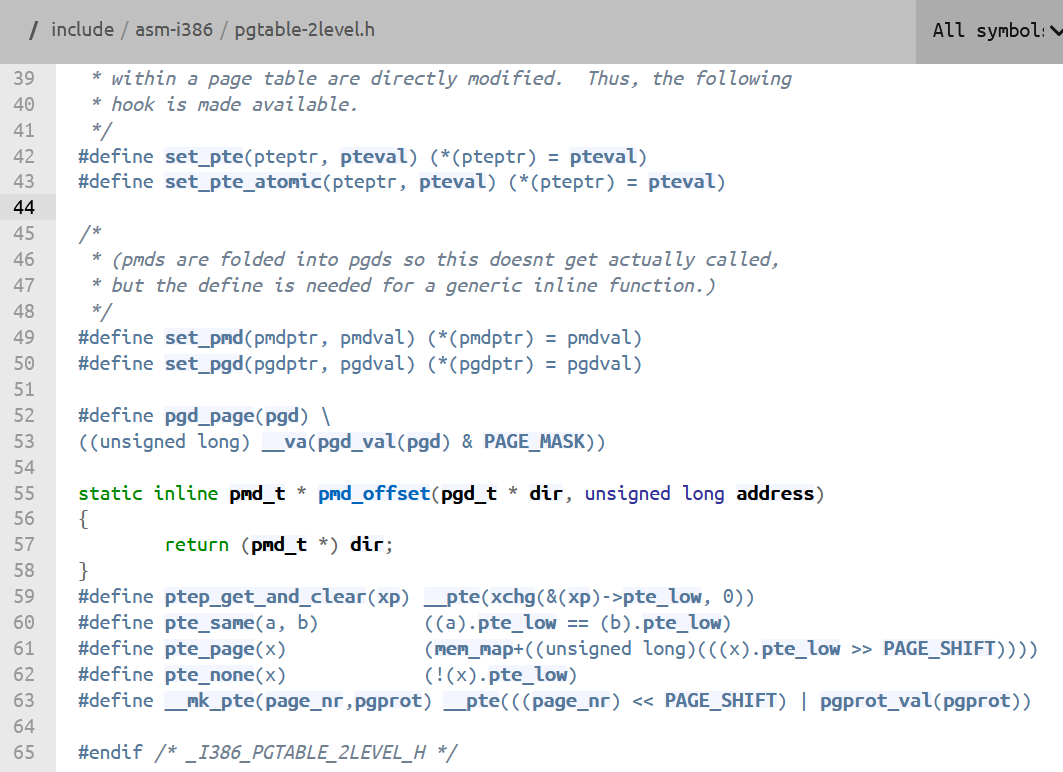 / include / asm-i386 / pgtable-2level.h
All symbol
39 * within a page table are directly modified.  Thus, the following
40 * hook is made available.
41 */
42 #define set_pte(pteptr, pteval) (*(pteptr) = pteval)
43 #define set_pte_atomic(pteptr, pteval) (*(pteptr) = pteval)
44
45 /*
46 * (pmds are folded into pgds so this doesnt get actually called,
47 * but the define is needed for a generic inline function.)
48 */
49 #define set_pmd(pmdptr, pmdval) (*(pmdptr) = pmdval)
50 #define set_pgd(pgdptr, pgdval) (*(pgdptr) = pgdval)
51
52 #define pgd_page(pgd) \
53 ((unsigned long) __va(pgd_val(pgd) & PAGE_MASK))
54
55 static inline pmd_t * pmd_offset(pgd_t * dir, unsigned long address)
56 {
57         return (pmd_t *) dir;
58 }
59 #define ptep_get_and_clear(xp) __pte(xchg(&(xp)->pte_low, 0))
60 #define pte_same(a, b)          ((a).pte_low == (b).pte_low)
61 #define pte_page(x)             (mem_map+((unsigned long)(((x).pte_low >> PAGE_SHIFT))))
62 #define pte_none(x)             (!(x).pte_low)
63 #define __mk_pte(page_nr,pgprot) __pte(((page_nr) << PAGE_SHIFT) | pgprot_val(pgprot))
64
65 #endif /* _I386_PGTABLE_2LEVEL_H */